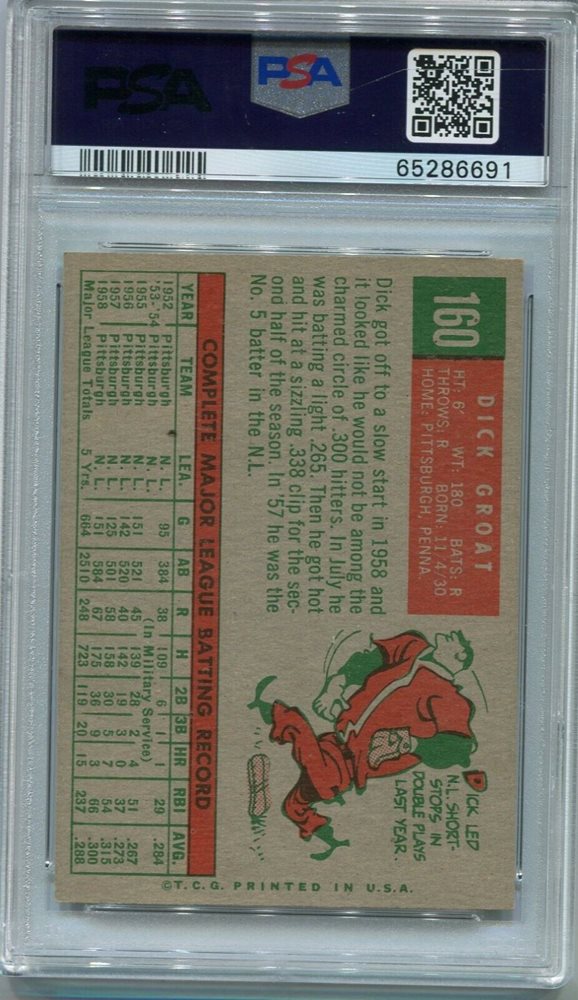 PSA
PSA
65286691
160
DICK GROAT
HT: 6' WT: 180 BATS: R
THROWS: R BORN: 11/4/30
HOME: PITTSBURGH, PENNA.
Dick got off to a slow start in 1958 and
it looked like he would not be among the
charmed circle of .300 hitters. In July he
was batting a light .265. Then he got hot
and hit at a sizzling .338 clip for the sec-
ond half of the season. In '57 he was the
No. 5 batter in the N.L.
DICK LED
N.L. SHORT-
STOPS IN
DOUBLE PLAYS
LAST YEAR.
COMPLETE MAJOR LEAGUE BATTING RECORD
YEAR TEAM LEA. G AB R H 2B 3B HR RBI AVG.
1952 Pittsburgh N. L. 95 384 38 109 6 1 1 29 .284
'53-'54 Pittsburgh N. L. (In Military Service)
1955 Pittsburgh N. L. 151 521 45 139 28 2 4 51 .267
1956 Pittsburgh N. L. 142 520 40 142 19 3 0 37 .273
1957 Pittsburgh N. L. 125 501 58 158 30 5 7 54 .315
1958 Pittsburgh N. L. 151 584 67 175 36 9 3 66 .300
Major League Totals 5 Yrs. 664 2510 248 723 119 20 15 237 .288
©T.C.G. PRINTED IN U.S.A.